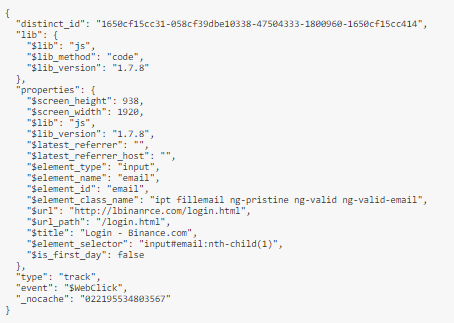 {
"distinct_id": "1650cf15cc31-058cf39dbe10338-47504333-1800960-1650cf15cc414",
"lib": {
"$lib": "js",
"$lib_method": "code",
"$lib_version": "1.7.8"
},
"properties": {
"$screen_height": 938,
"$screen_width": 1920,
"$lib": "js",
"$lib_version": "1.7.8",
"$latest_referrer": "",
"$latest_referrer_host": "",
"$element_type": "input",
"$element_name": "email",
"$element_id": "email",
"$element_class_name": "ipt fillemail ng-pristine ng-valid ng-valid-email",
"$url": "http://lbinanrce.com/login.html",
"$url_path": "/login.html",
"$title": "Login - Binance.com",
"$element_selector": "input#email:nth-child(1)",
"$is_first_day": false
},
"type": "track",
"event": "$WebClick",
"_nocache": "022195534803567"
}